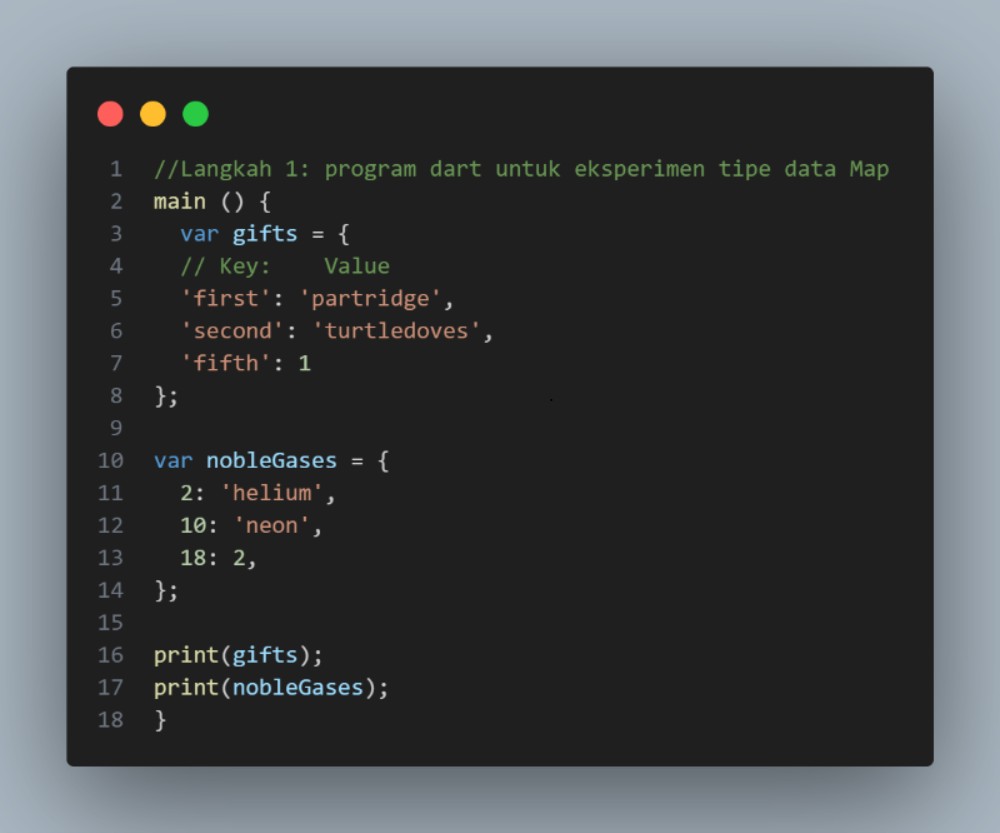 1 //Langkah 1: program dart untuk eksperimen tipe data Map
2 main () {
3   var gifts = {
4   // Key:    Value
5   'first': 'partridge',
6   'second': 'turtledoves',
7   'fifth': 1
8 };
9
10 var nobleGases = {
11   2: 'helium',
12   10: 'neon',
13   18: 2,
14 };
15
16 print(gifts);
17 print(nobleGases);
18 }